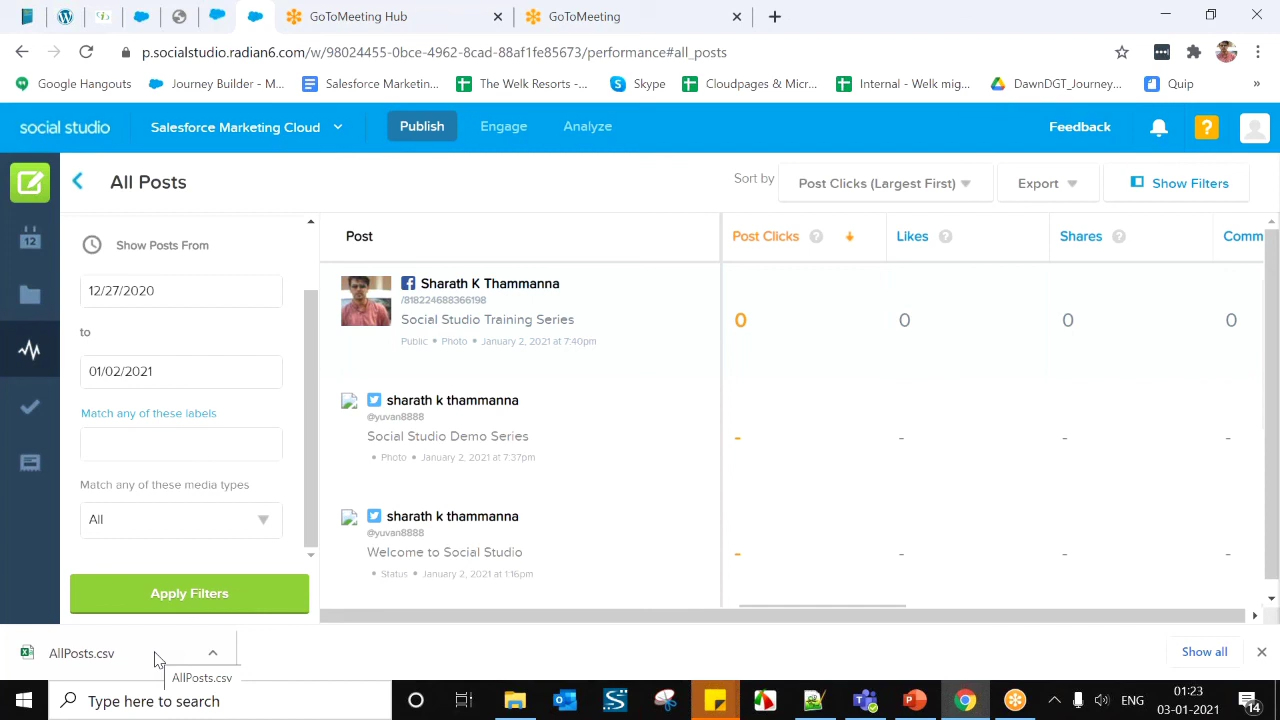 GoToMeeting Hub
GoToMeeting
p.socialstudio.radian6.com/w/98024455-0bce-4962-8cad-88af1fe85673/performance#all_posts
Google Hangouts
Journey Builder - M...
Salesforce Marketin...
The Welk Resorts -...
Skype
Cloudpages & Micr...
Internal - Welk mig...
DawnDGT_Journey...
Quip
»
social studio
Salesforce Marketing Cloud
Publish
Engage
Analyze
Feedback
?
All Posts
Sort by
Post Clicks (Largest First)
Export
Show Filters
12
Show Posts From
12/27/2020
to
01/02/2021
Match any of these labels
Match any of these media types
All
Apply Filters
Post
Post Clicks ?
Likes ?
Shares ?
Comm
Sharath K Thammanna
/818224688366198
Social Studio Training Series
Public • Photo • January 2, 2021 at 7:40pm
0 0 0 0
sharath k thammanna
@yuvan8888
Social Studio Demo Series
• Photo • January 2, 2021 at 7:37pm
- - - -
sharath k thammanna
@yuvan8888
Welcome to Social Studio
• Status • January 2, 2021 at 1:16pm
- - - -
AllPosts.csv
AllPosts.csv
Show all
Type here to search
ENG
01:23
03-01-2021
14